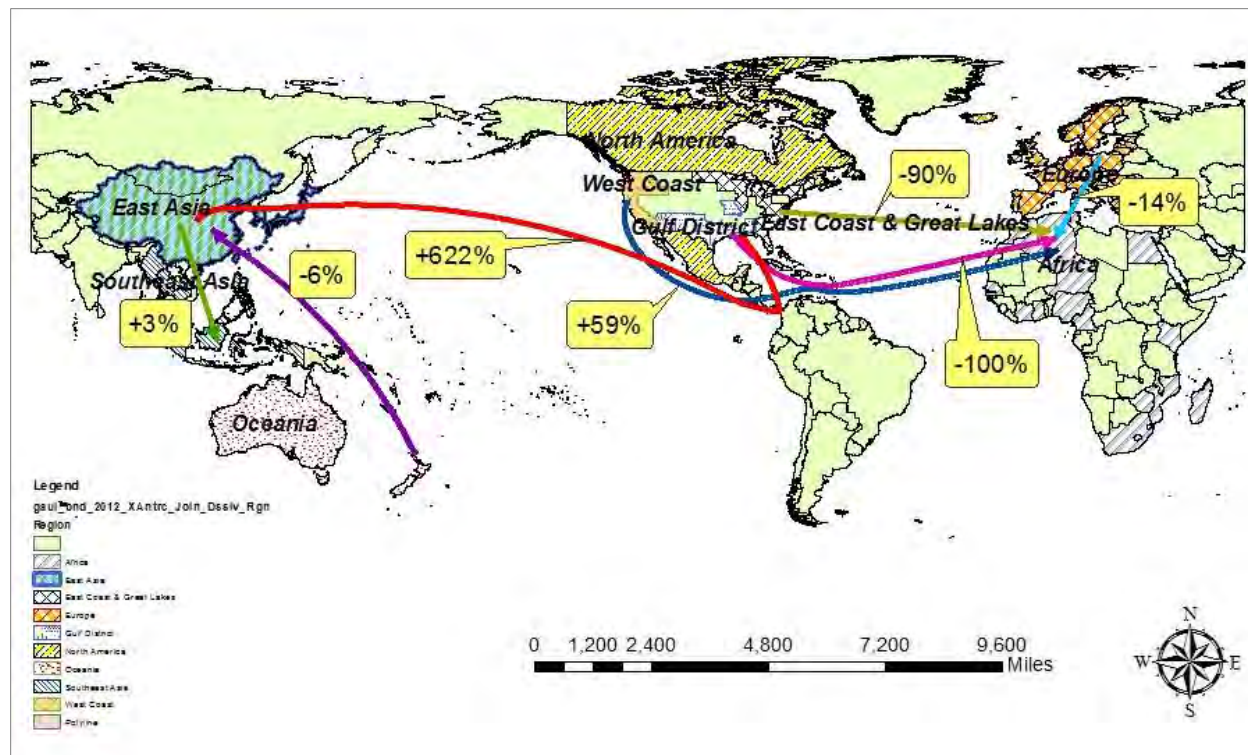 North America
-90%
West Coast
Europe
East Asia
-14%
Gulf District
East Coast & Great Lakes
+622%
-6%
Southeast Asia
Africa
+3%
+59%
-100%
Oceania
Legend
Region
Africa
East Asia
East Coast & Great Lakes
Europe
Gulf District
North America
Oceania
Southeast Asia
West Coast
Polyline
0 1,200 2,400 4,800 7,200 9,600
Miles
N
W E
S